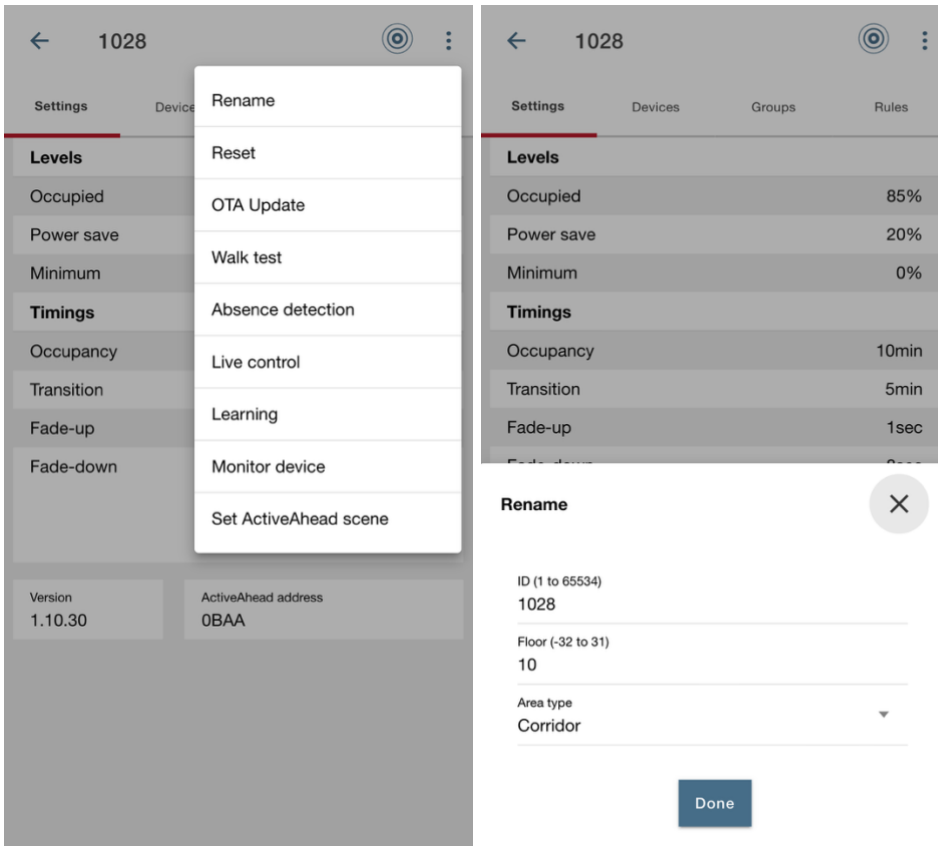 1028
Settings
Device
Rename
Reset
OTA Update
Walk test
Absence detection
Live control
Learning
Monitor device
Set ActiveAhead scene
Levels
Occupied
Power save
Minimum
Timings
Occupancy
Transition
Fade-up
Fade-down
Version
1.10.30
ActiveAhead address
0BAA
1028
Settings Devices Groups Rules
Levels
Occupied 85%
Power save 20%
Minimum 0%
Timings
Occupancy 10min
Transition 5min
Fade-up 1sec
Rename
ID (1 to 65534)
1028
Floor (-32 to 31)
10
Area type
Corridor
Done